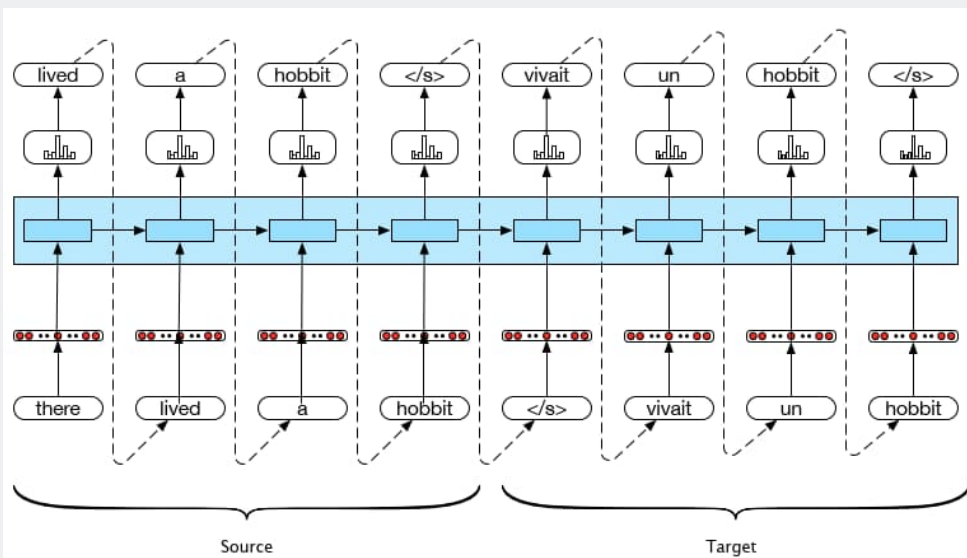 lived a hobbit </s> vivait un hobbit </s>
there lived a hobbit </s> vivait un hobbit
Source Target